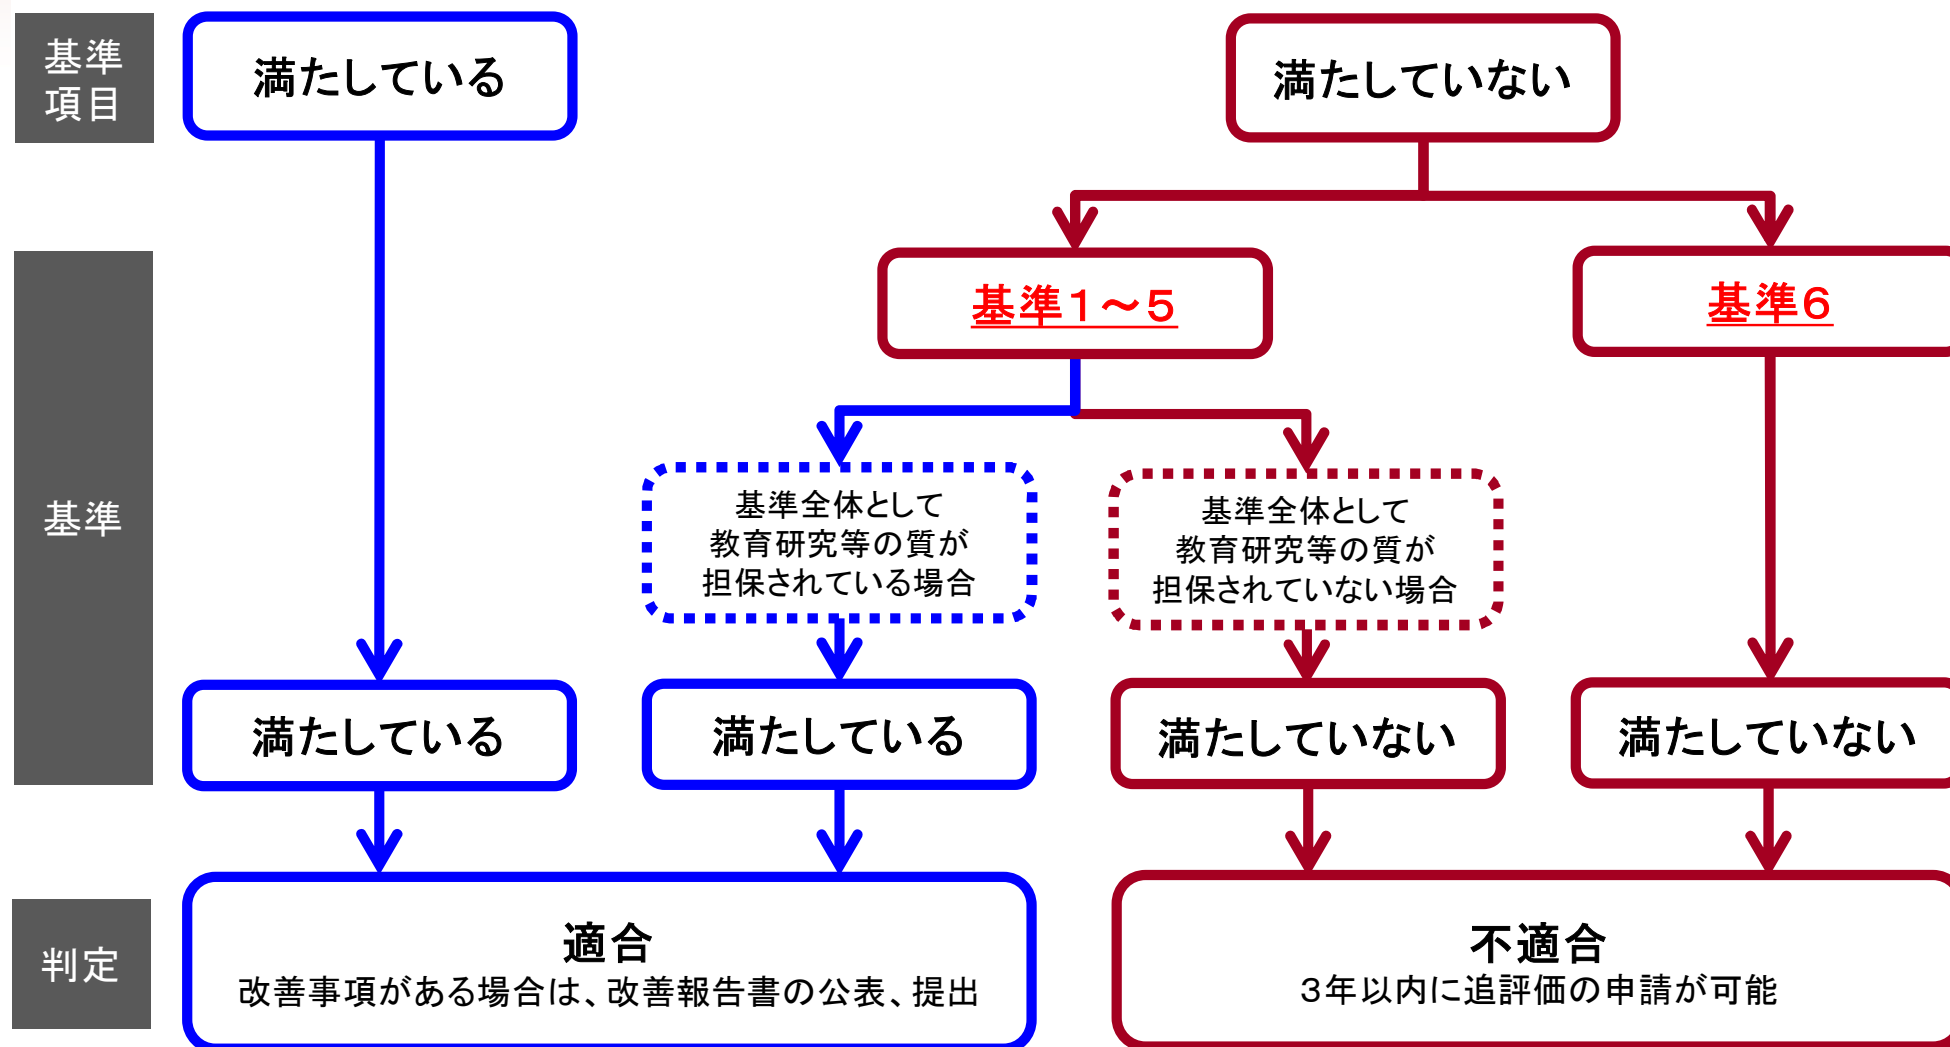 基準
項目
満たしている
満たしていない
基準
基準１～５
基準６
基準全体として
教育研究等の質が
担保されている場合
基準全体として
教育研究等の質が
担保されていない場合
満たしている
満たしている
満たしていない
満たしていない
判定
適合
改善事項がある場合は、改善報告書の公表、提出
不適合
３年以内に追評価の申請が可能